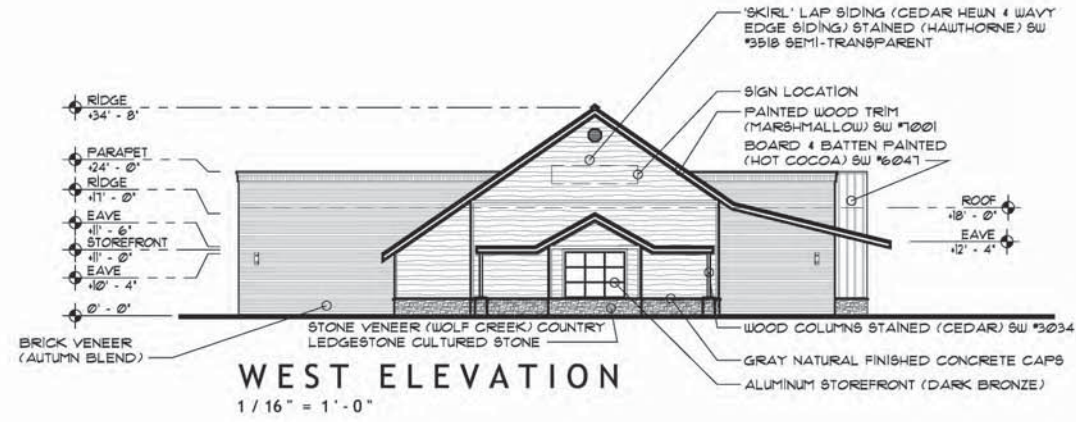 'SKIRL' LAP SIDING (CEDAR HEWN & WAVY
EDGE SIDING) STAINED (HAWTHORNE) SW
#3518 SEMI-TRANSPARENT
SIGN LOCATION
PAINTED WOOD TRIM
(MARSHMALLOW) SW #7001
BOARD & BATTEN PAINTED
(HOT COCOA) SW #6047
RIDGE
+34' - 8"
PARAPET
+24' - 0"
RIDGE
+17' - 0"
EAVE
+11' - 6"
STOREFRONT
+11' - 0"
EAVE
+10' - 4"
0' - 0"
ROOF
+18' - 0"
EAVE
+12' - 4"
BRICK VENEER
(AUTUMN BLEND)
STONE VENEER (WOLF CREEK) COUNTRY
LEDGESTONE CULTURED STONE
WOOD COLUMNS STAINED (CEDAR) SW #3034
GRAY NATURAL FINISHED CONCRETE CAPS
ALUMINUM STOREFRONT (DARK BRONZE)
WEST ELEVATION
1/16" = 1'-0"